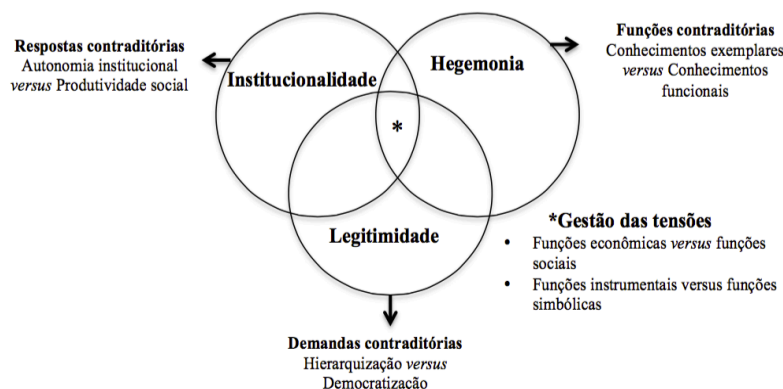 Respostas contraditórias
Autonomia institucional
versus Produtividade social
Institucionalidade
Hegemonia
Funções contraditórias
Conhecimentos exemplares
versus Conhecimentos
funcionais
*
Legitimidade
*Gestão das tensões
• Funções econômicas versus funções
sociais
• Funções instrumentais versus funções
simbólicas
Demandas contraditórias
Hierarquização versus
Democratização